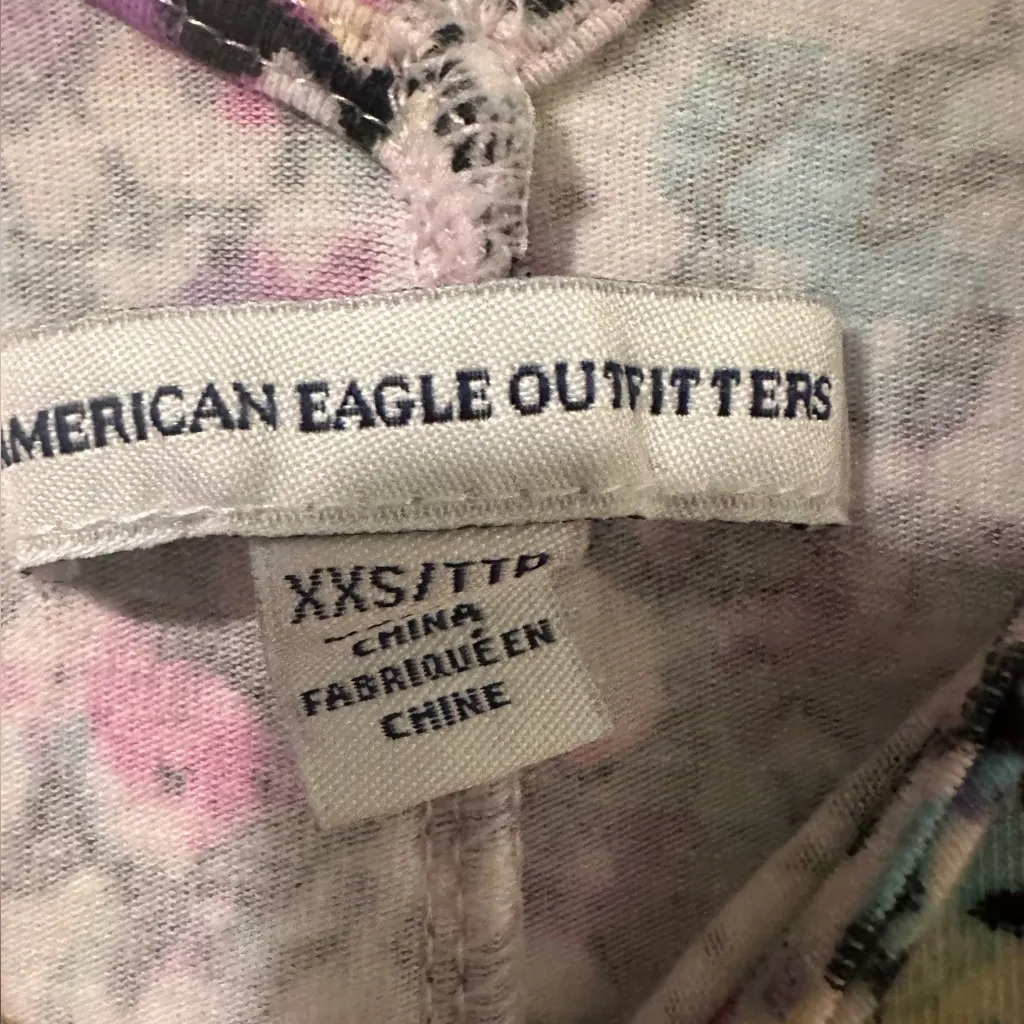 AMERICAN EAGLE OUTFITTERS
XXS/TTP
CHINA
FABRIQUÉ EN
CHINE